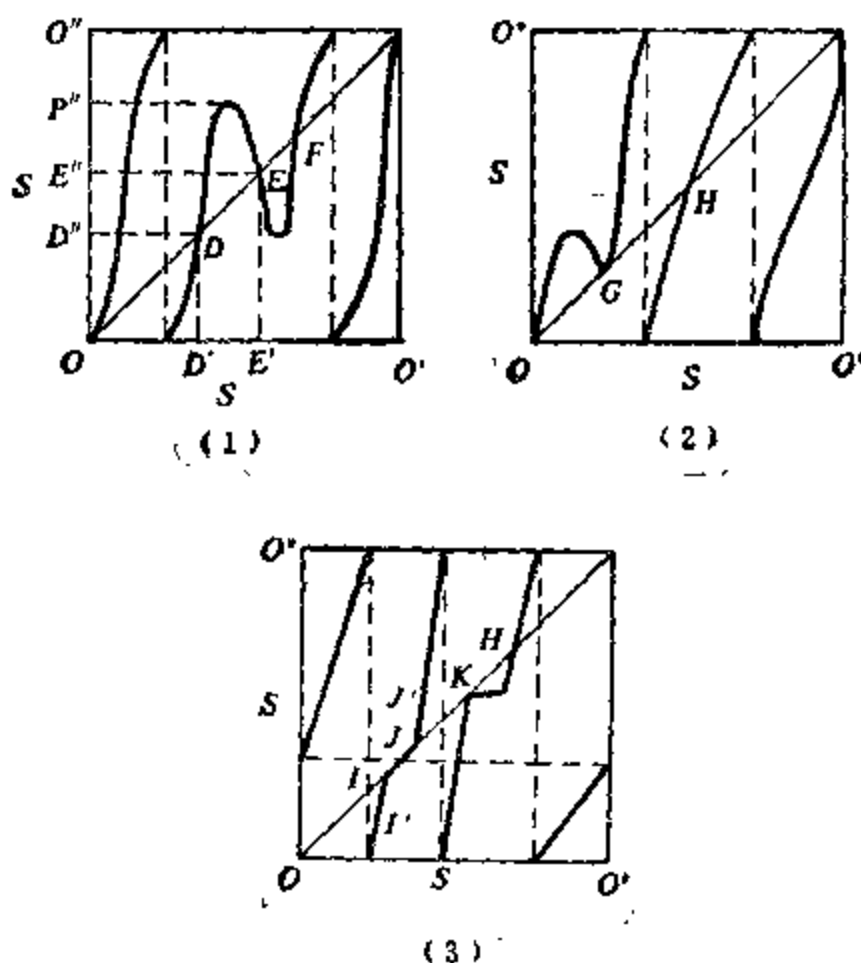 O"
P"
E"
S
D"
E
F
D
O
D'
E'
O'
S
(1)
O"
S
H
G
O
S
O'
(2)
O"
H
K
S
J'
J
I
I'
O
S
O'
(3)